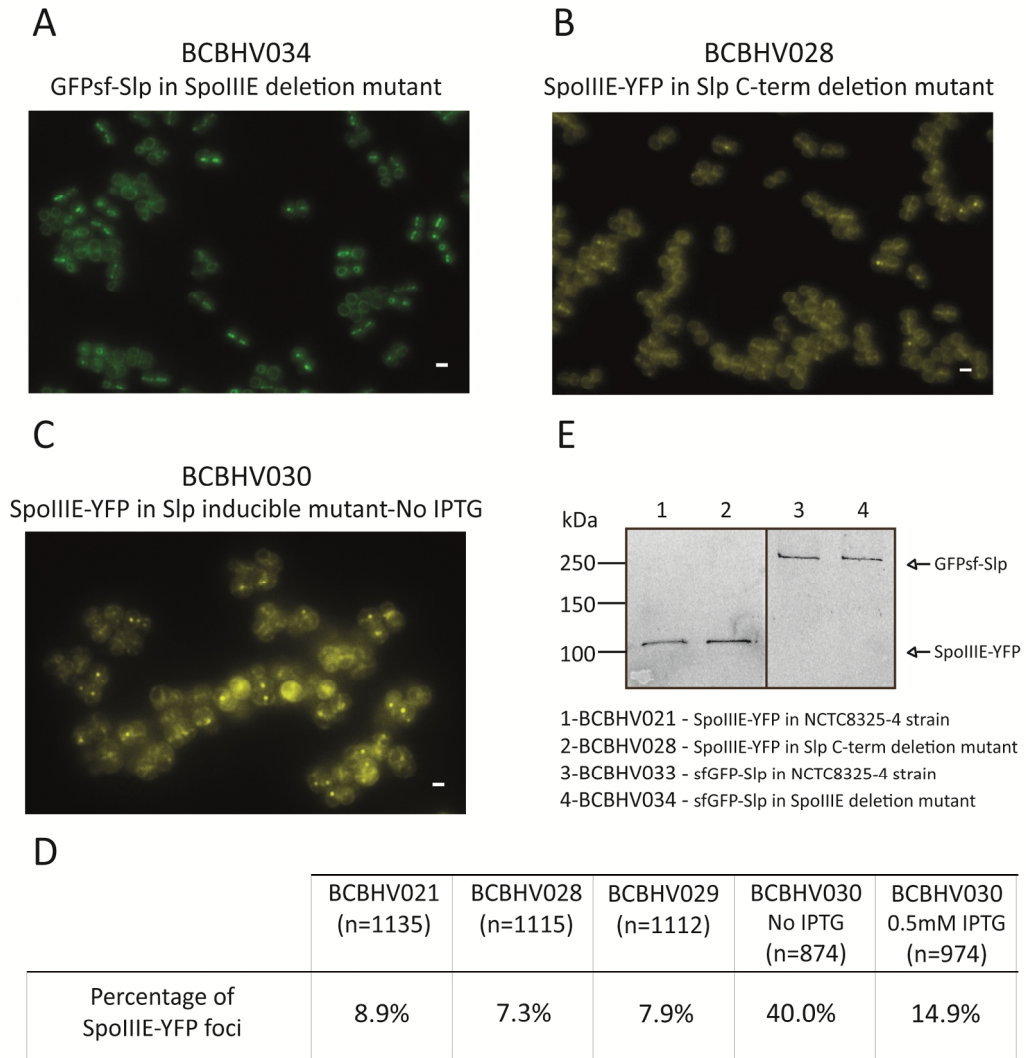 A
BCBHV034
GFPsf-Slp in SpoIIIE deletion mutant
B
BCBHV028
SpoIIIE-YFP in Slp C-term deletion mutant
C
BCBHV030
SpoIIIE-YFP in Slp inducible mutant-No IPTG
E
kDa
1 2 3 4
250
150
100
GFPsf-Slp
SpoIIIE-YFP
1-BCBHV021 - SpoIIIE-YFP in NCTC8325-4 strain
2-BCBHV028 - SpoIIIE-YFP in Slp C-term deletion mutant
3-BCBHV033 - sfGFP-Slp in NCTC8325-4 strain
4-BCBHV034 - sfGFP-Slp in SpoIIIE deletion mutant
D
BCBHV021
(n=1135)
BCBHV028
(n=1115)
BCBHV029
(n=1112)
BCBHV030
No IPTG
(n=874)
BCBHV030
0.5mM IPTG
(n=974)
Percentage of
SpoIIIE-YFP foci
8.9%
7.3%
7.9%
40.0%
14.9%